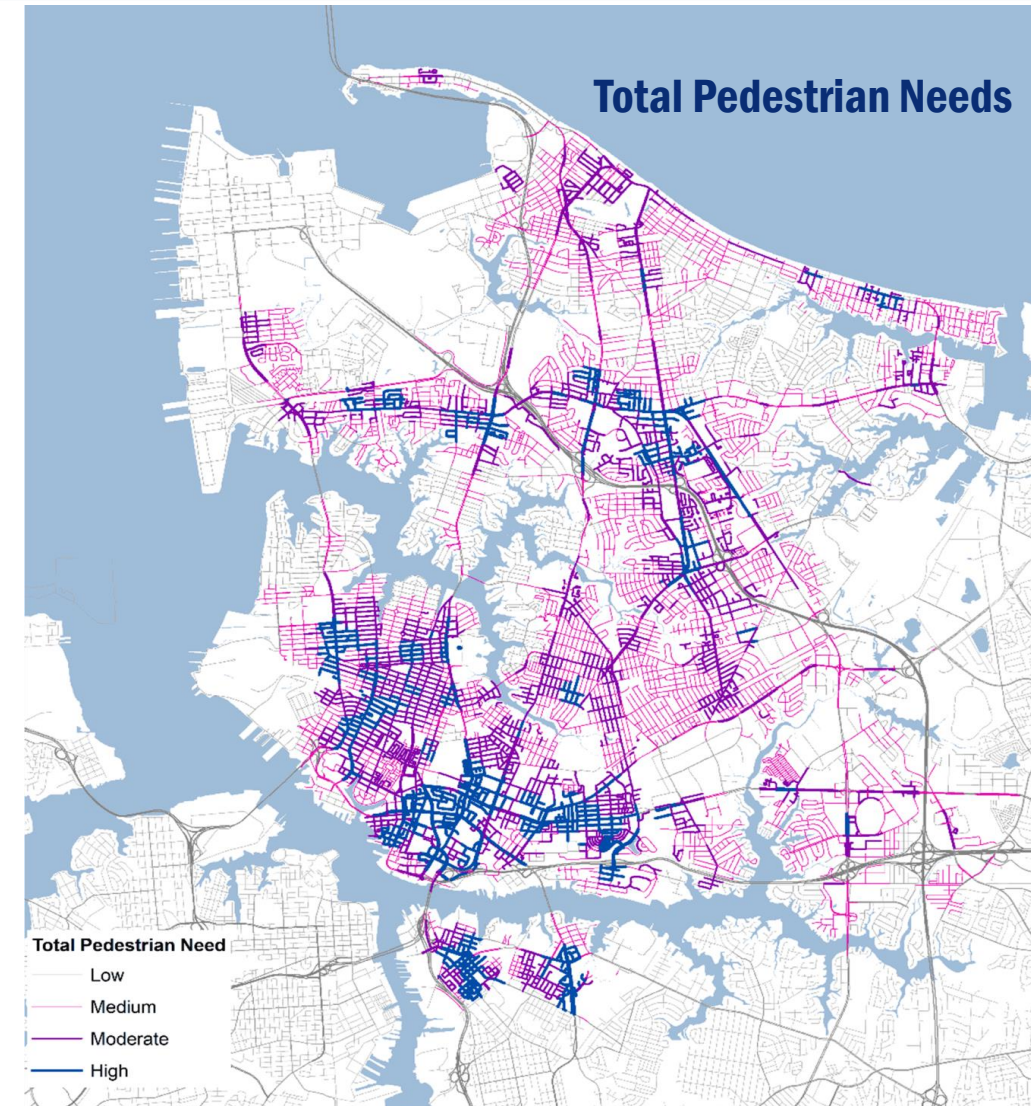 Total Pedestrian Needs
Total Pedestrian Need
Low
Medium
Moderate
High